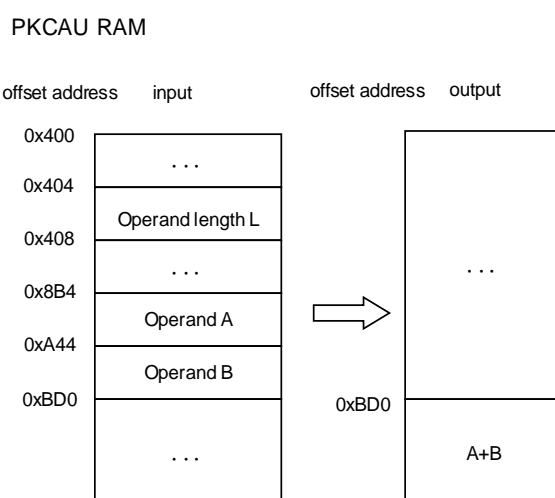 PKCAU RAM
offset address input offset address output
0x400
. . .
0x404
Operand length L
0x408
. . .
. . .
0x8B4
Operand A
0xA44
Operand B
0xBD0
0xBD0
. . .
A+B